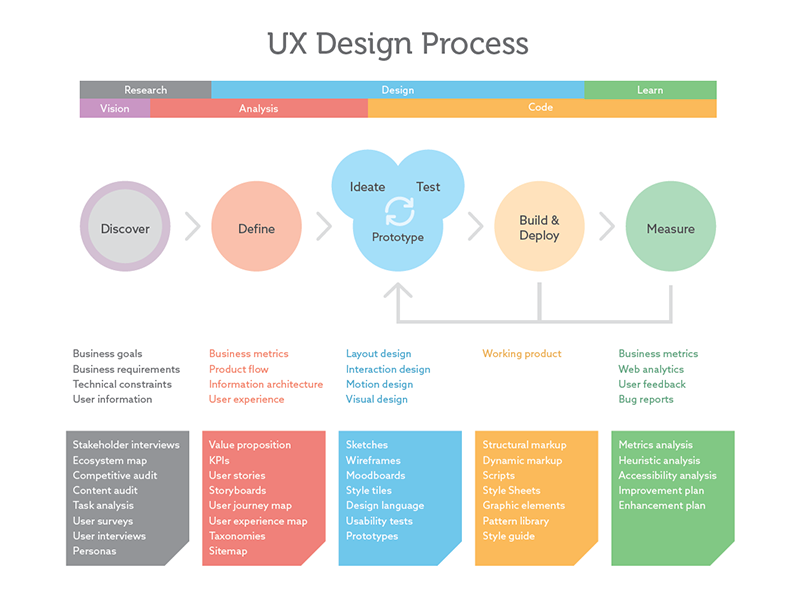 UX Design Process
Research
Design
Learn
Vision
Analysis
Code
Discover
Define
Ideate
Test
Prototype
Build &
Deploy
Measure
Business goals
Business requirements
Technical constraints
User information
Business metrics
Product flow
Information architecture
User experience
Layout design
Interaction design
Motion design
Visual design
Working product
Business metrics
Web analytics
User feedback
Bug reports
Stakeholder interviews
Ecosystem map
Competitive audit
Content audit
Task analysis
User surveys
User interviews
Personas
Value proposition
KPIs
User stories
Storyboards
User journey map
User experience map
Taxonomies
Sitemap
Sketches
Wireframes
Moodboards
Style tiles
Design language
Usability tests
Prototypes
Structural markup
Dynamic markup
Scripts
Style Sheets
Graphic elements
Pattern library
Style guide
Metrics analysis
Heuristic analysis
Accessibility analysis
Improvement plan
Enhancement plan